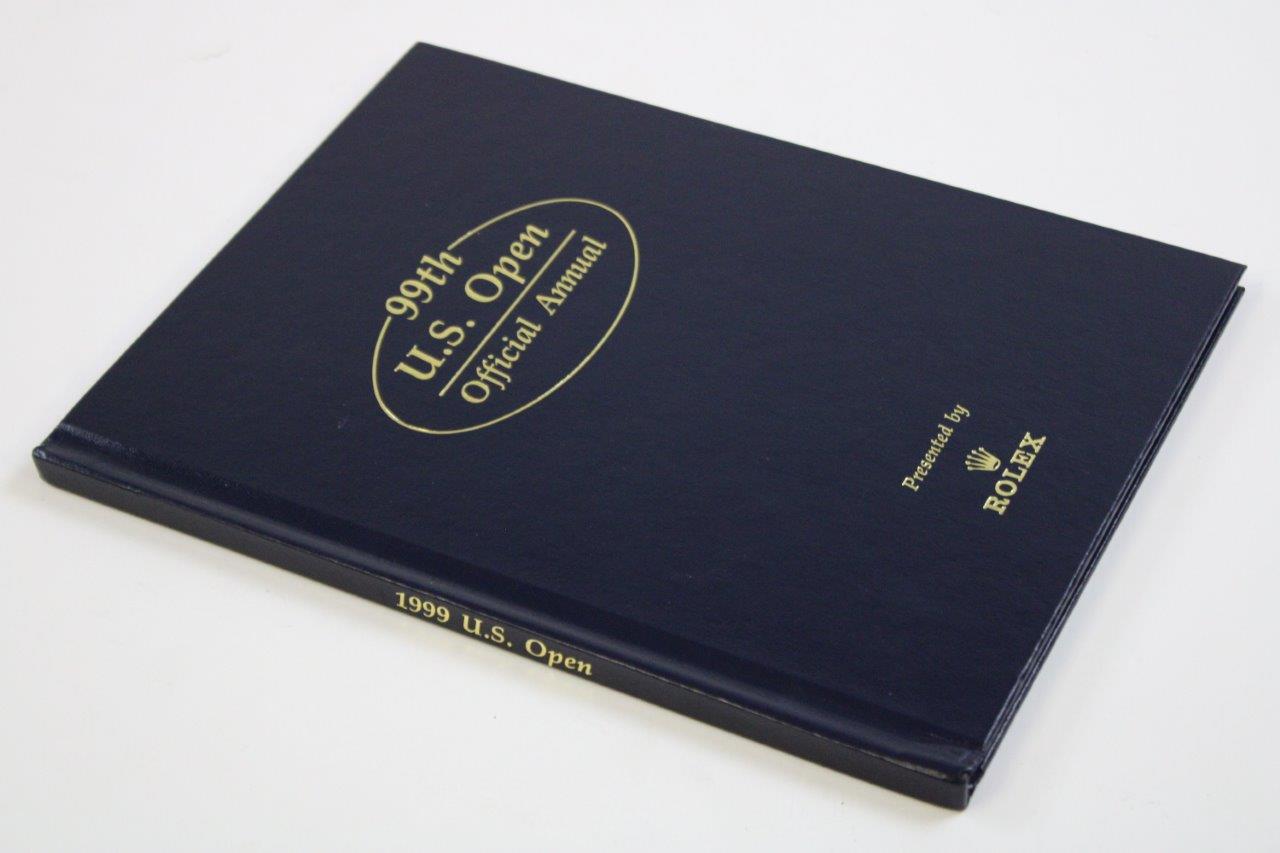 99th
U.S. Open
Official Annual
Presented by
ROLEX
1999 U.S. Open